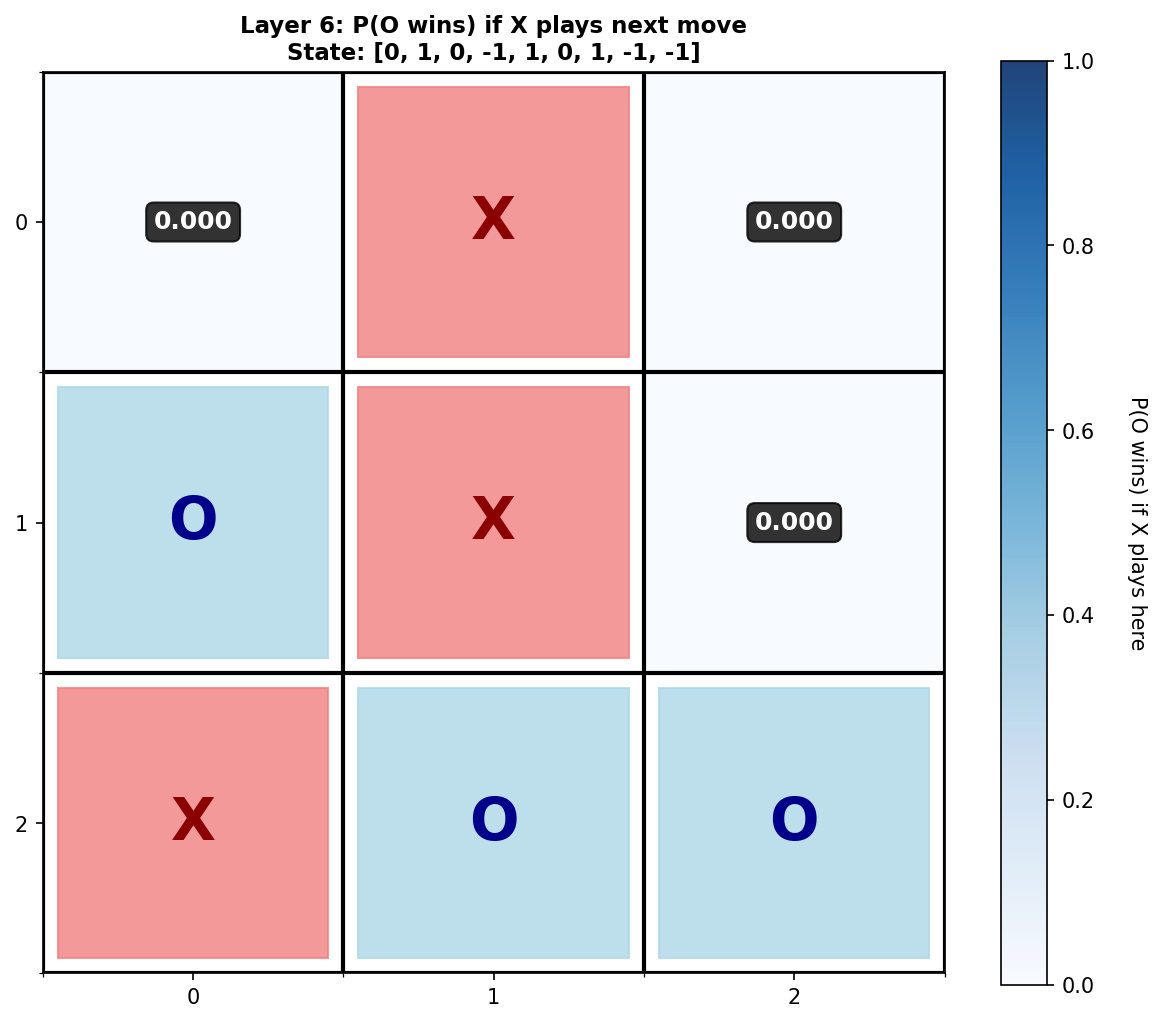 Layer 6: P(O wins) if X plays next move
State: [0, 1, 0, -1, 1, 0, 1, -1, -1]
0
0.000
X
0.000
1
O
X
0.000
2
X
O
O
0
1
2
1.0
0.8
0.6
0.4
0.2
0.0
P(O wins) if X plays here